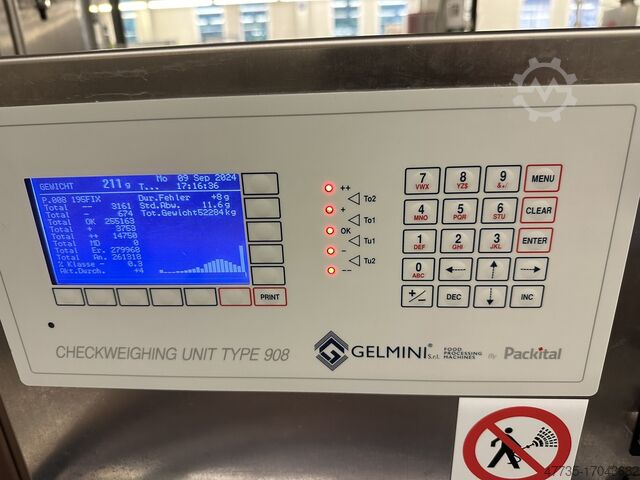 GEWICHT 211 g Mo 09 Sep 2024
T... 17:16:36
P.008 195FIX Dur.Fehler +8 g
Total -- 3161 Std.Abw. 11.6 g
Total - 674 Tot.Gewicht 52284 kg
Total OK 255163
Total + 3753
Total ++ 14750
Total MD 0
Total Er. 279968
Total An. 261318
% Klasse - 0.3
Akt.Durch. +4
PRINT
++
To2
+
To1
OK
Tu1
-
Tu2
--
7 VWX 8 YZ$ 9 &*/ MENU
4 MNO 5 PQR 6 STU CLEAR
1 DEF 2 GHI 3 JKL ENTER
0 ABC
+/- DEC INC
CHECKWEIGHING UNIT TYPE 908
GELMINI® S.r.l. FOOD PROCESSING MACHINES By Packital
47735-17043682